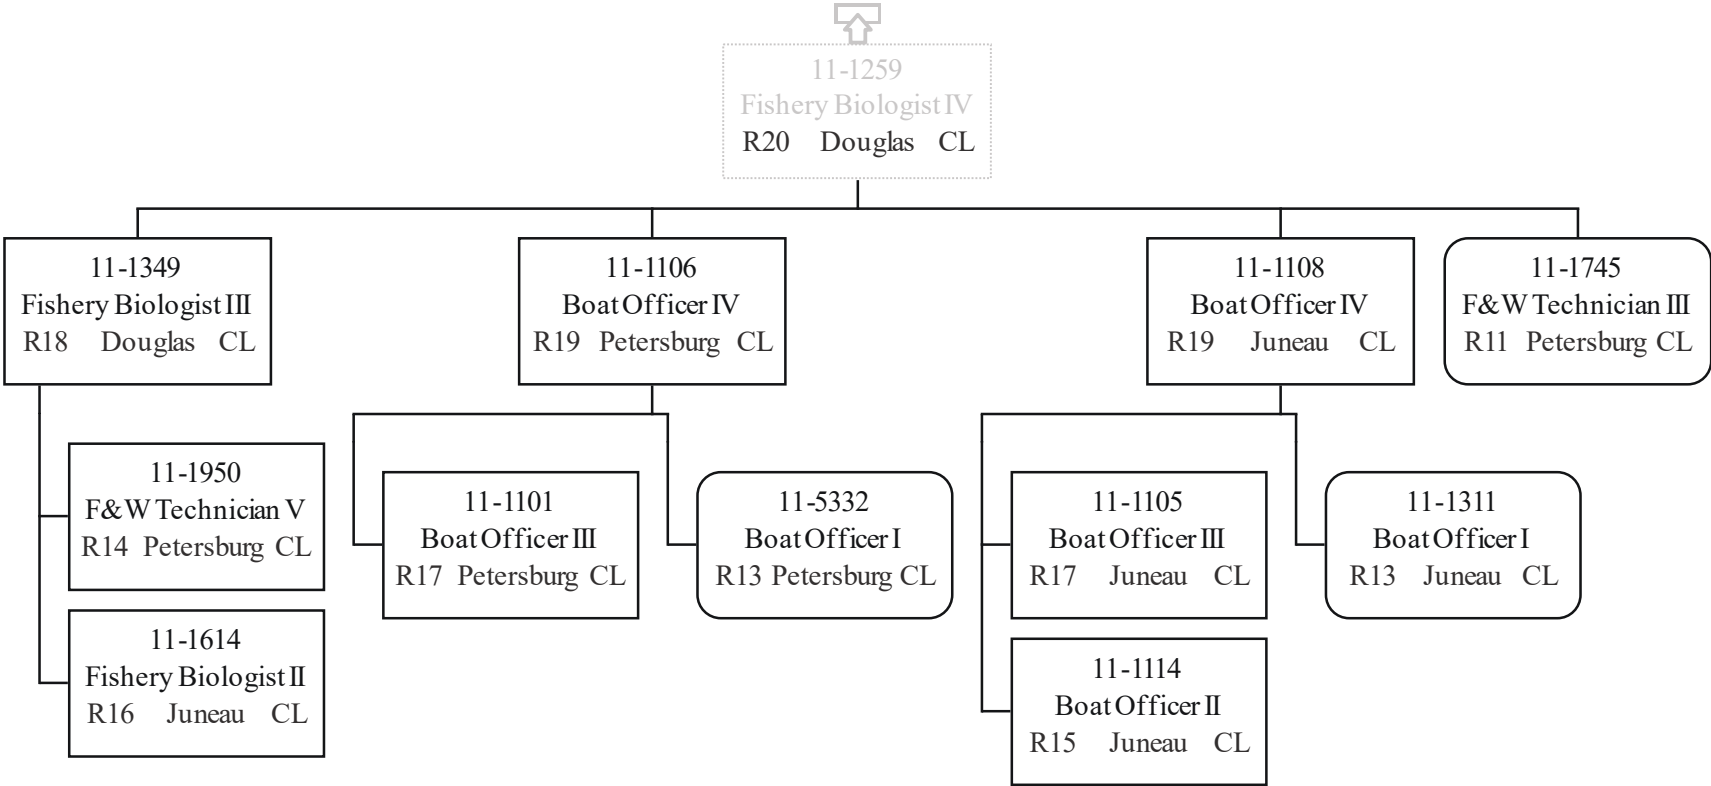 11-1259
Fishery Biologist IV
R20 Douglas CL
11-1349
Fishery Biologist III
R18 Douglas CL
11-1106
Boat Officer IV
R19 Petersburg CL
11-1108
Boat Officer IV
R19 Juneau CL
11-1745
F&W Technician III
R11 Petersburg CL
11-1950
F&W Technician V
R14 Petersburg CL
11-1614
Fishery Biologist II
R16 Juneau CL
11-1101
Boat Officer III
R17 Petersburg CL
11-5332
Boat Officer I
R13 Petersburg CL
11-1105
Boat Officer III
R17 Juneau CL
11-1114
Boat Officer II
R15 Juneau CL
11-1311
Boat Officer I
R13 Juneau CL